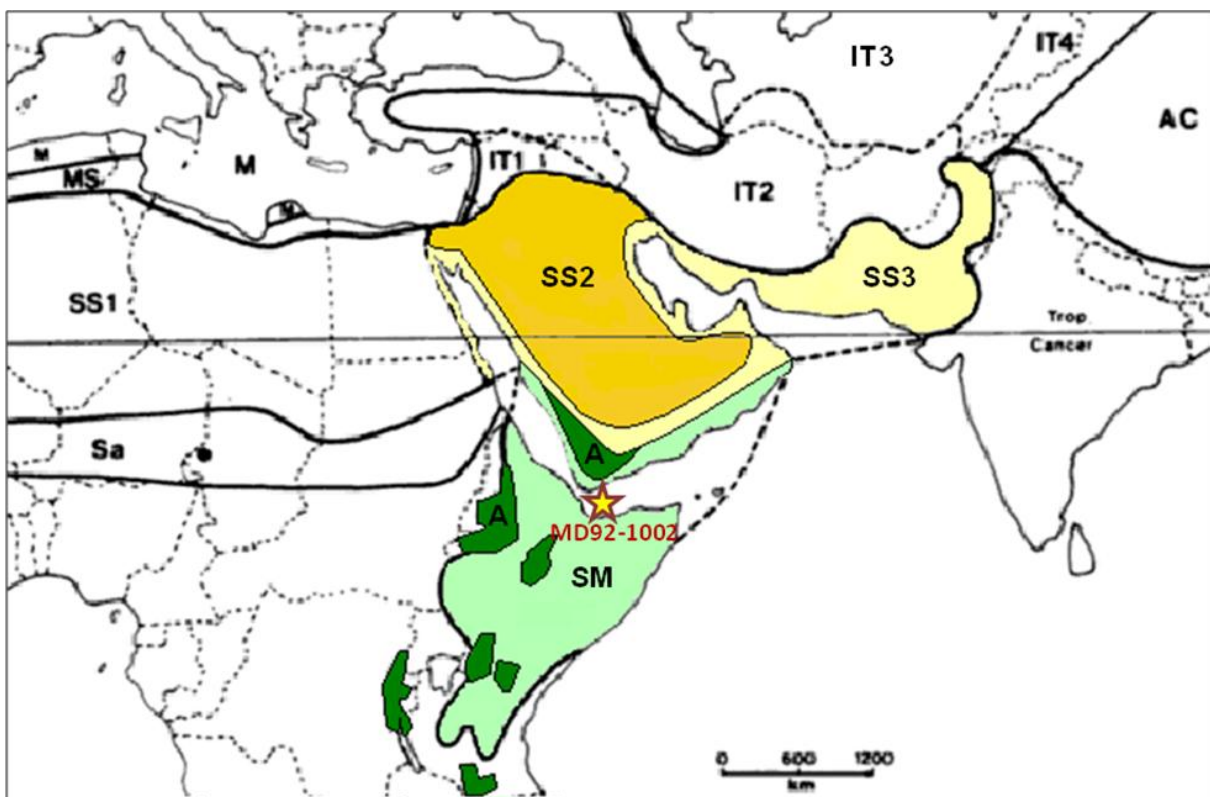 IT4
IT3
AC
M
M
IT1
MS
IT2
M
SS2
SS3
SS1
Trop
Cancer
Sa
A
A
MD92-1002
SM
0 600 1200
km